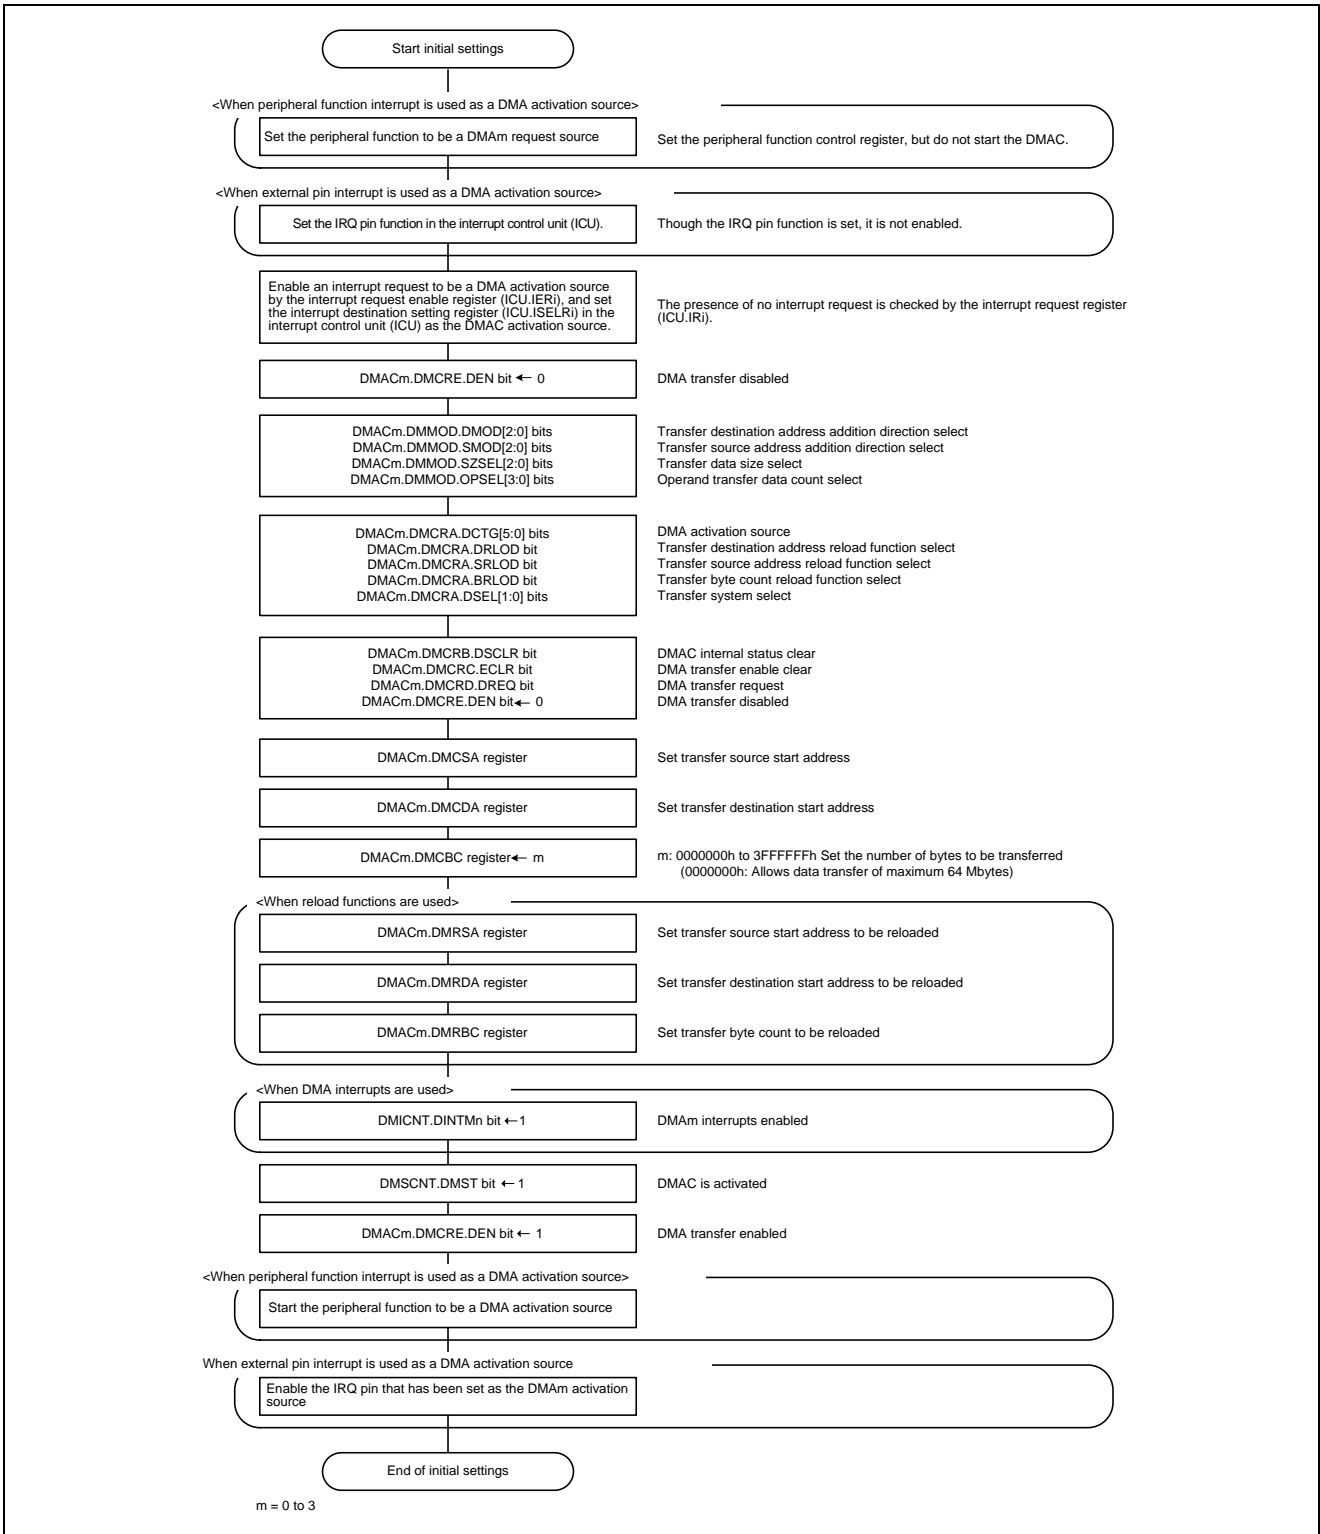 Start initial settings
<When peripheral function interrupt is used as a DMA activation source>
Set the peripheral function to be a DMAm request source
Set the peripheral function control register, but do not start the DMAC.
<When external pin interrupt is used as a DMA activation source>
Set the IRQ pin function in the interrupt control unit (ICU).
Though the IRQ pin function is set, it is not enabled.
Enable an interrupt request to be a DMA activation source
by the interrupt request enable register (ICU.IERi), and set
the interrupt destination setting register (ICU.ISELRi) in the
interrupt control unit (ICU) as the DMAC activation source.
The presence of no interrupt request is checked by the interrupt request register
(ICU.IRi).
DMACm.DMCRE.DEN bit ← 0
DMA transfer disabled
DMACm.DMMOD.DMOD[2:0] bits
DMACm.DMMOD.SMOD[2:0] bits
DMACm.DMMOD.SZSEL[2:0] bits
DMACm.DMMOD.OPSEL[3:0] bits
Transfer destination address addition direction select
Transfer source address addition direction select
Transfer data size select
Operand transfer data count select
DMACm.DMCRA.DCTG[5:0] bits
DMACm.DMCRA.DRLOD bit
DMACm.DMCRA.SRLOD bit
DMACm.DMCRA.BRLOD bit
DMACm.DMCRA.DSEL[1:0] bits
DMA activation source
Transfer destination address reload function select
Transfer source address reload function select
Transfer byte count reload function select
Transfer system select
DMACm.DMCRB.DSCLR bit
DMACm.DMCRC.ECLR bit
DMACm.DMCRD.DREQ bit
DMACm.DMCRE.DEN bit← 0
DMAC internal status clear
DMA transfer enable clear
DMA transfer request
DMA transfer disabled
DMACm.DMCSA register
Set transfer source start address
DMACm.DMCDA register
Set transfer destination start address
DMACm.DMCBC register← m
m: 0000000h to 3FFFFFFh Set the number of bytes to be transferred
(0000000h: Allows data transfer of maximum 64 Mbytes)
<When reload functions are used>
DMACm.DMRSA register
Set transfer source start address to be reloaded
DMACm.DMRDA register
Set transfer destination start address to be reloaded
DMACm.DMRBC register
Set transfer byte count to be reloaded
<When DMA interrupts are used>
DMICNT.DINTMn bit ←1
DMAm interrupts enabled
DMSCNT.DMST bit ← 1
DMAC is activated
DMACm.DMCRE.DEN bit ← 1
DMA transfer enabled
<When peripheral function interrupt is used as a DMA activation source>
Start the peripheral function to be a DMA activation source
When external pin interrupt is used as a DMA activation source
Enable the IRQ pin that has been set as the DMAm activation
source
End of initial settings
m = 0 to 3